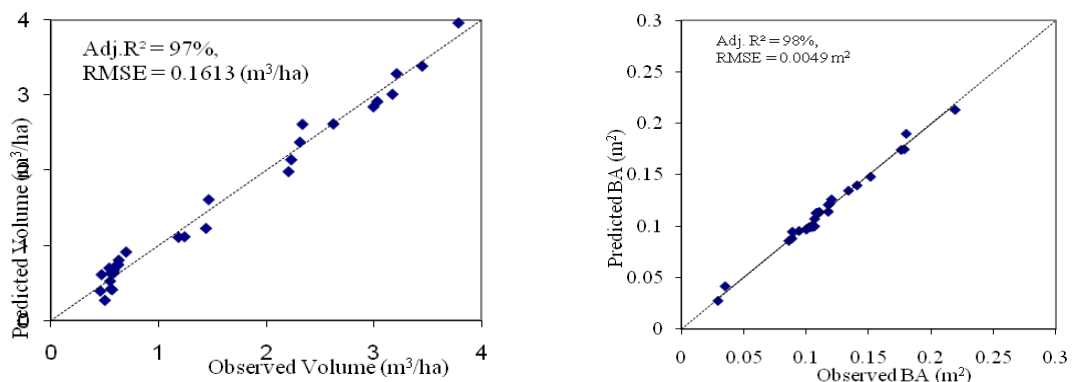 4
3
2
1
0
Predicted Volume (m³/ha)
Adj.R² = 97%,
RMSE = 0.1613 (m³/ha)
0 1 2 3 4
Observed Volume (m³/ha)
0.3
0.25
0.2
0.15
0.1
0.05
0
Predicted BA (m²)
Adj. R² = 98%,
RMSE = 0.0049 m²
0 0.05 0.1 0.15 0.2 0.25 0.3
Observed BA (m²)